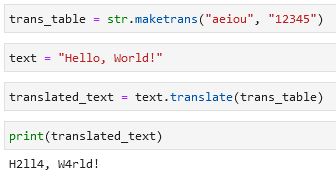 trans_table = str.maketrans("aeiou", "12345")
text = "Hello, World!"
translated_text = text.translate(trans_table)
print(translated_text)
H2ll4, W4rld!